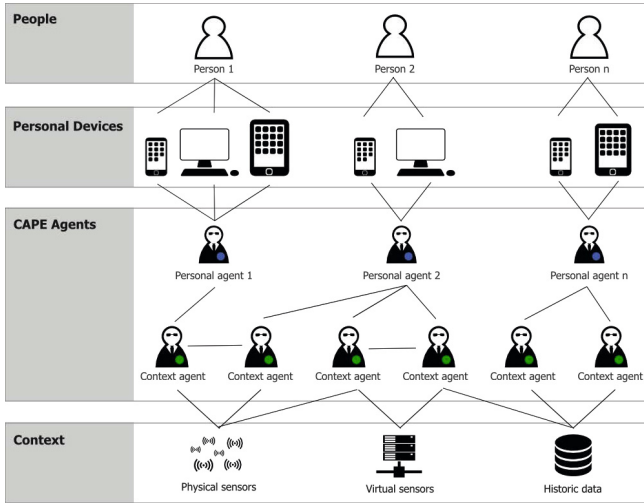 People
Person 1
Person 2
Person n
Personal Devices
CAPE Agents
Personal agent 1
Personal agent 2
Personal agent n
Context agent
Context agent
Context agent
Context agent
Context agent
Context agent
Context
Physical sensors
Virtual sensors
Historic data